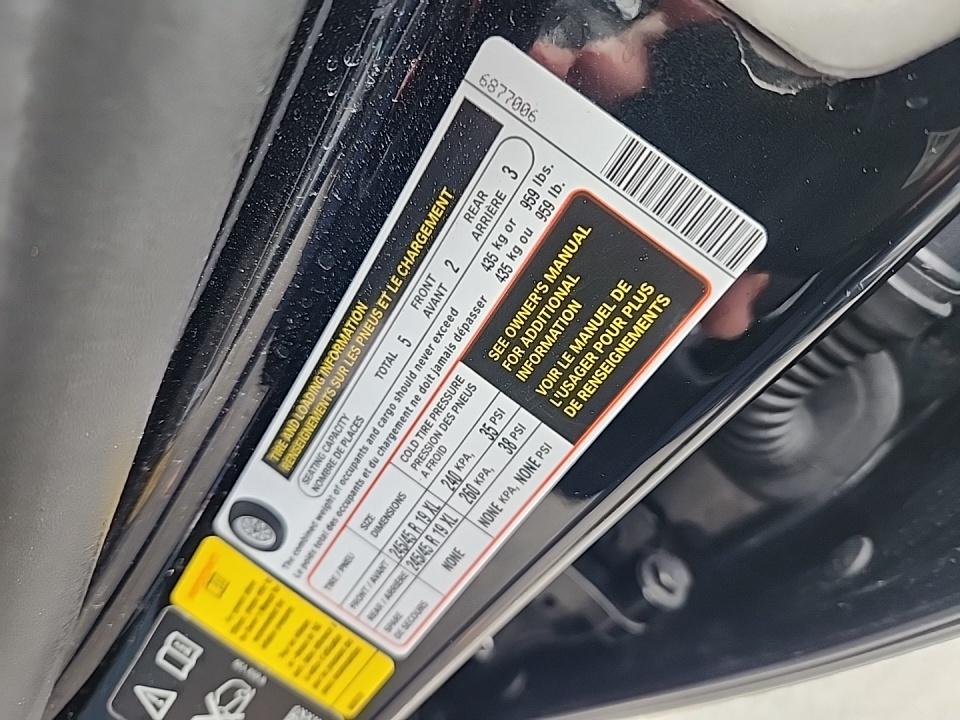 6877006
TIRE AND LOADING INFORMATION
RENSEIGNEMENTS SUR LES PNEUS ET LE CHARGEMENT
SEATING CAPACITY
NOMBRE DE PLACES
TOTAL 5
FRONT
AVANT 2
REAR
ARRIÈRE 3
The combined weight of occupants and cargo should never exceed 435 kg or 959 lbs.
Le poids total des occupants et du chargement ne doit jamais dépasser 435 kg ou 959 lb.
TIRE / PNEU
SIZE
DIMENSIONS
COLD TIRE PRESSURE
PRESSION DES PNEUS
A FROID
FRONT / AVANT 245/45 R 19 XL 240 KPA, 35 PSI
REAR / ARRIÈRE 245/45 R 19 XL 260 KPA, 38 PSI
SPARE
DE SECOURS NONE NONE KPA, NONE PSI
SEE OWNER'S MANUAL
FOR ADDITIONAL
INFORMATION
VOIR LE MANUEL DE
L'USAGER POUR PLUS
DE RENSEIGNEMENTS